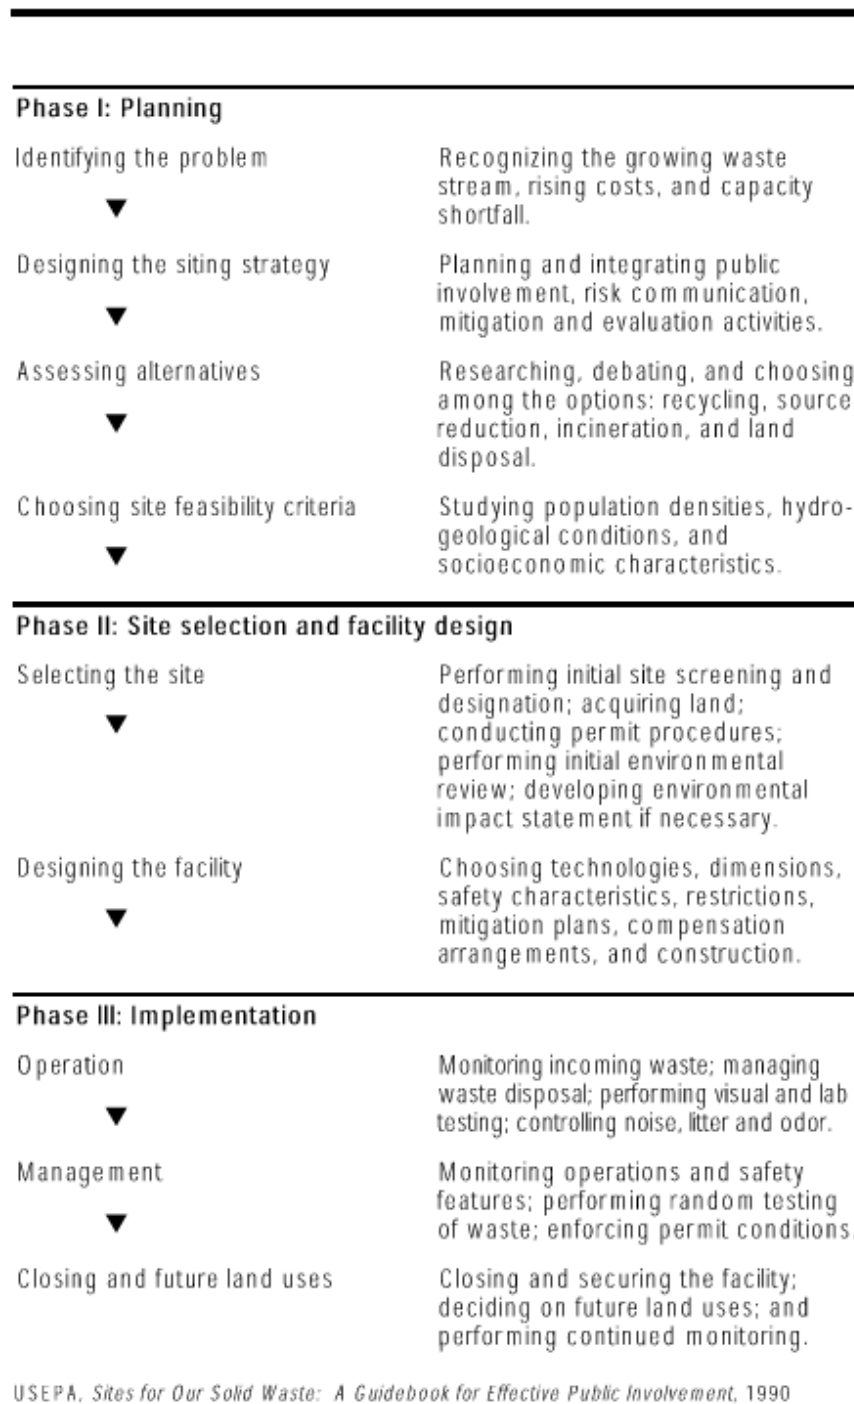 Phase I: Planning
Identifying the problem
Recognizing the growing waste
stream, rising costs, and capacity
shortfall.
▼
Designing the siting strategy
Planning and integrating public
involvement, risk communication,
mitigation and evaluation activities.
▼
Assessing alternatives
Researching, debating, and choosing
among the options: recycling, source
reduction, incineration, and land
disposal.
▼
Choosing site feasibility criteria
Studying population densities, hydro-
geological conditions, and
socioeconomic characteristics.
▼
Phase II: Site selection and facility design
Selecting the site
Performing initial site screening and
designation; acquiring land;
conducting permit procedures;
performing initial environmental
review; developing environmental
impact statement if necessary.
▼
Designing the facility
Choosing technologies, dimensions,
safety characteristics, restrictions,
mitigation plans, compensation
arrangements, and construction.
▼
Phase III: Implementation
Operation
Monitoring incoming waste; managing
waste disposal; performing visual and lab
testing; controlling noise, litter and odor.
▼
Management
Monitoring operations and safety
features; performing random testing
of waste; enforcing permit conditions.
▼
Closing and future land uses
Closing and securing the facility;
deciding on future land uses; and
performing continued monitoring.
USEPA, Sites for Our Solid Waste: A Guidebook for Effective Public Involvement, 1990